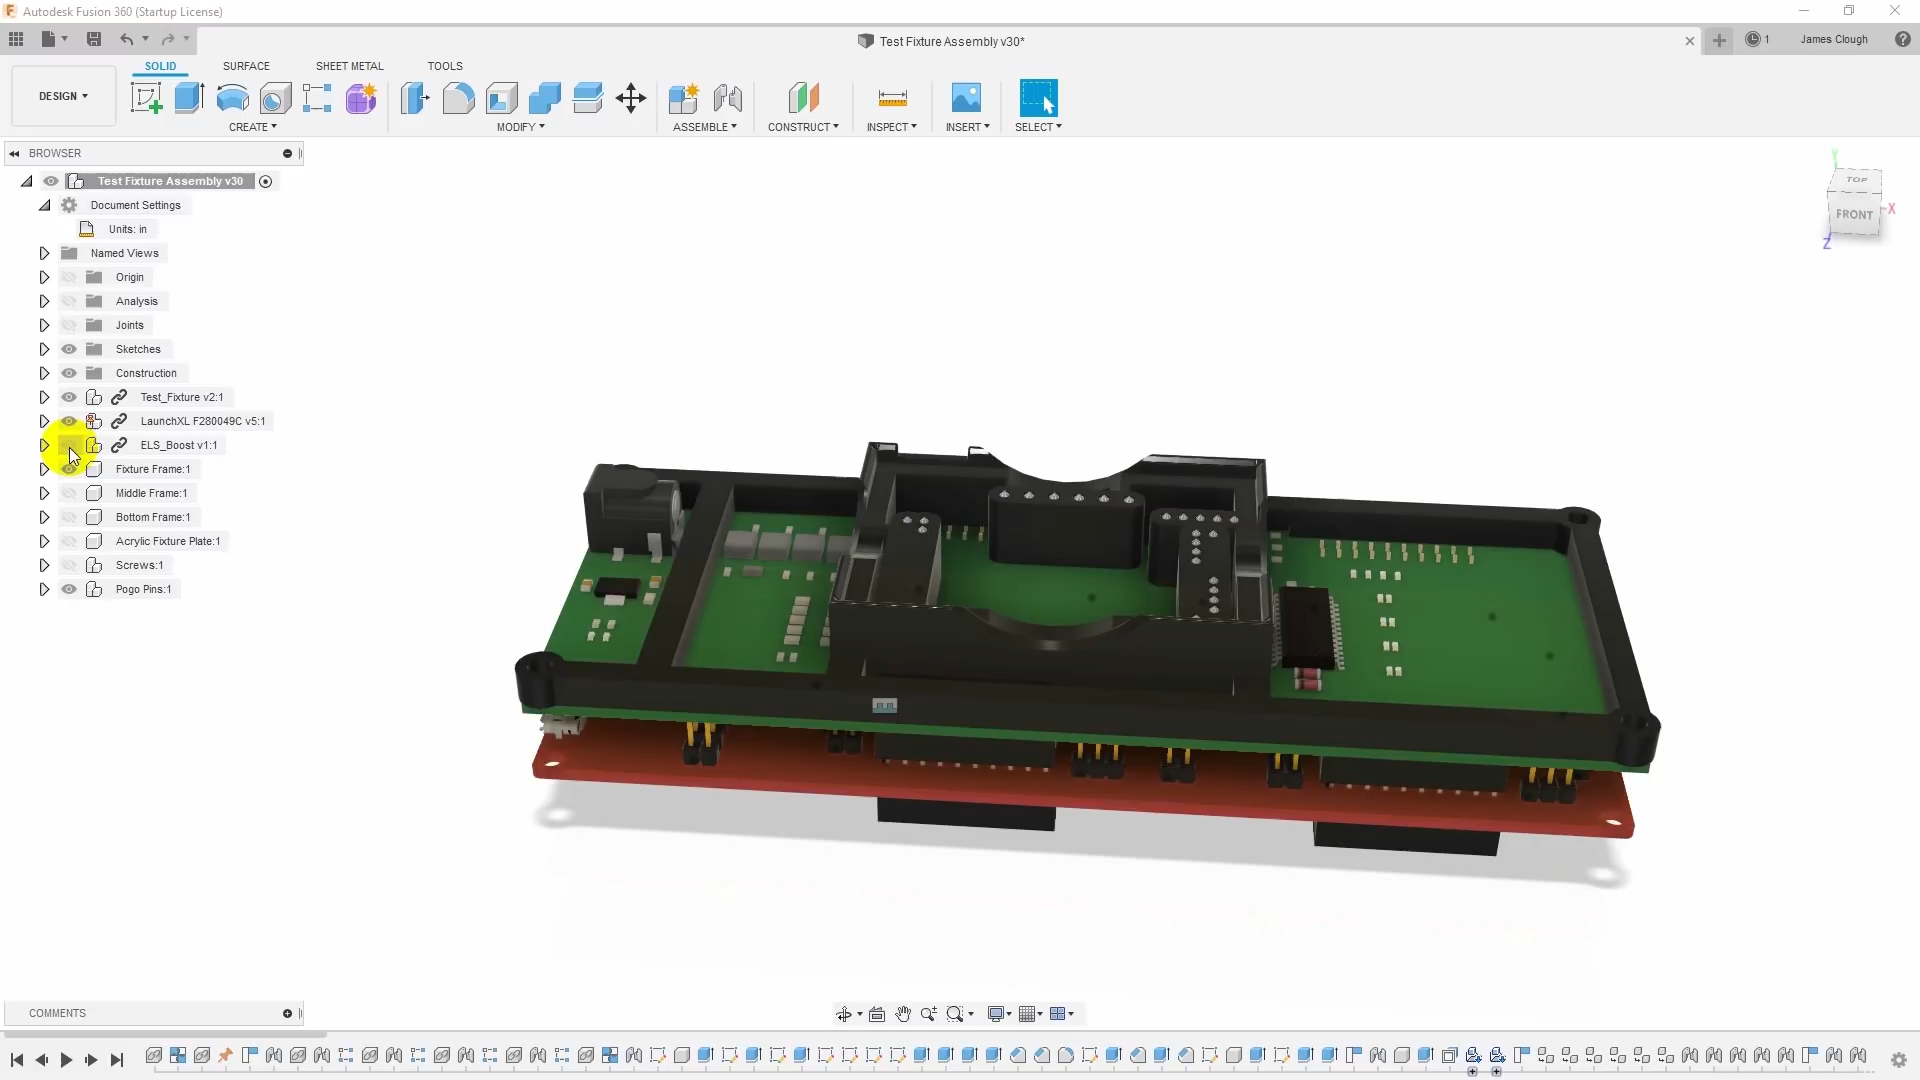 Autodesk Fusion 360 (Startup License)
Test Fixture Assembly v30*
1
James Clough
DESIGN
SOLID
SURFACE
SHEET METAL
TOOLS
CREATE
MODIFY
ASSEMBLE
CONSTRUCT
INSPECT
INSERT
SELECT
BROWSER
Test Fixture Assembly v30
Document Settings
Units: in
Named Views
Origin
Analysis
Joints
Sketches
Construction
Test_Fixture v2:1
LaunchXL F280049C v5:1
ELS_Boost v1:1
Fixture Frame:1
Middle Frame:1
Bottom Frame:1
Acrylic Fixture Plate:1
Screws:1
Pogo Pins:1
Y
TOP
FRONT
X
Z
COMMENTS